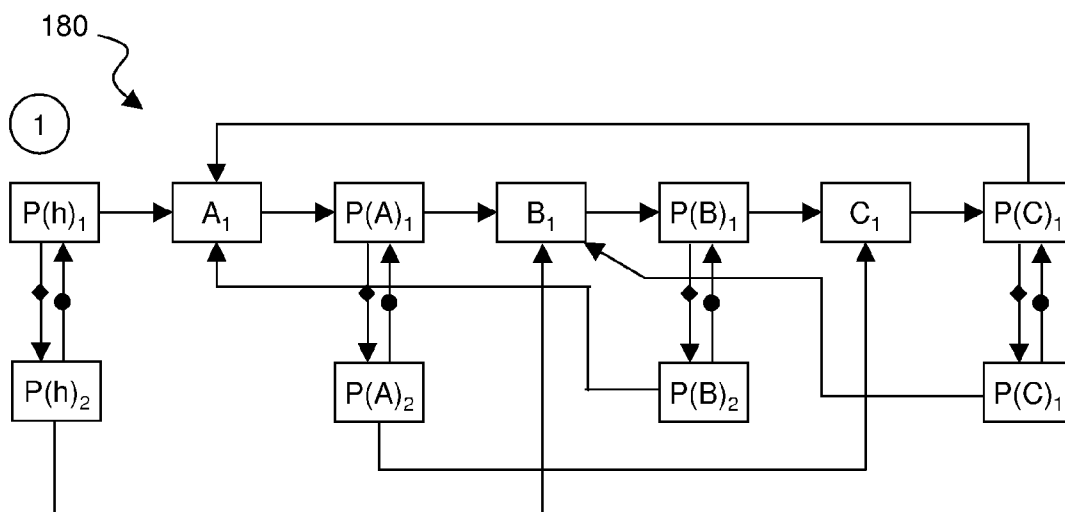 180
1
P(h)₁ A₁ P(A)₁ B₁ P(B)₁ C₁ P(C)₁
P(h)₂ P(A)₂ P(B)₂ P(C)₁